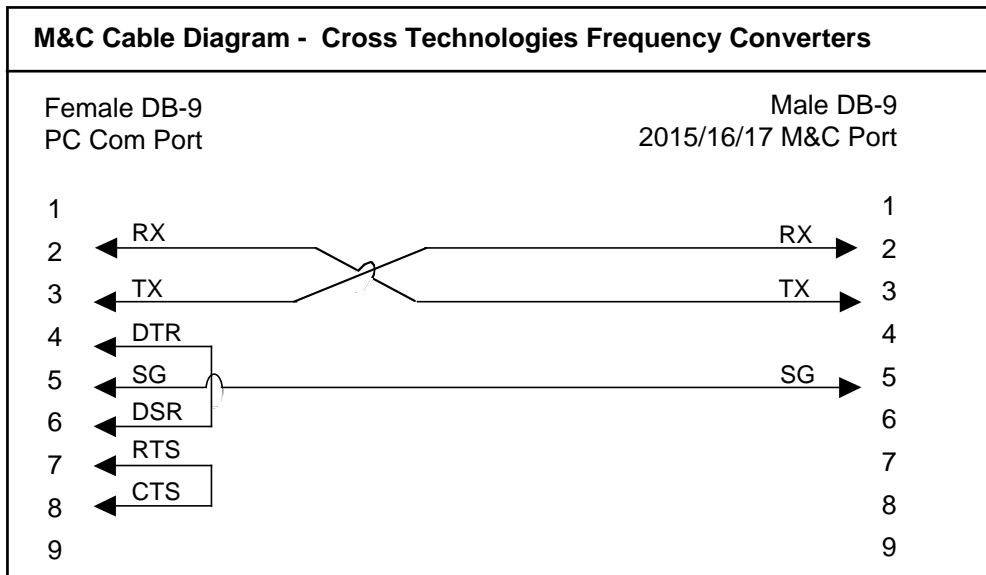 M&C Cable Diagram - Cross Technologies Frequency Converters
Female DB-9
PC Com Port
Male DB-9
2015/16/17 M&C Port
1 1
2 RX RX 2
3 TX TX 3
4 DTR 4
5 SG SG 5
6 DSR 6
7 RTS 7
8 CTS 8
9 9